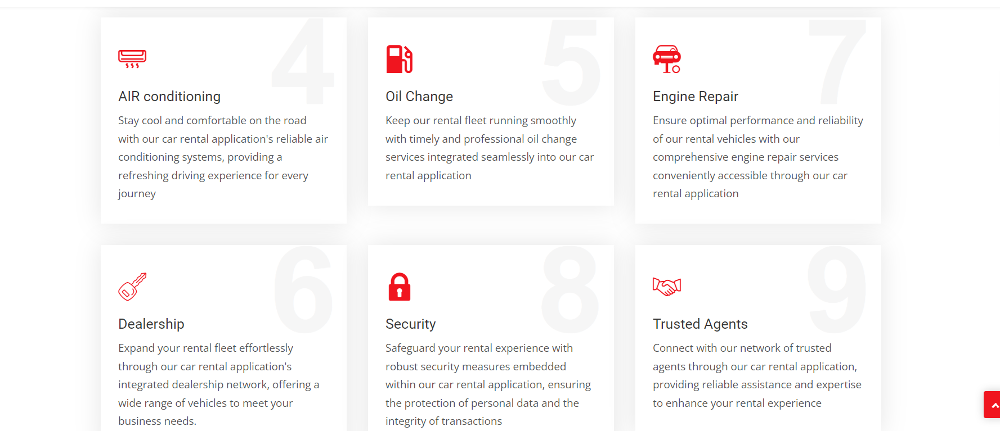 4
AIR conditioning
Stay cool and comfortable on the road
with our car rental application's reliable air
conditioning systems, providing a
refreshing driving experience for every
journey
5
Oil Change
Keep our rental fleet running smoothly
with timely and professional oil change
services integrated seamlessly into our car
rental application
7
Engine Repair
Ensure optimal performance and reliability
of our rental vehicles with our
comprehensive engine repair services
conveniently accessible through our car
rental application
6
Dealership
Expand your rental fleet effortlessly
through our car rental application's
integrated dealership network, offering a
wide range of vehicles to meet your
business needs.
8
Security
Safeguard your rental experience with
robust security measures embedded
within our car rental application, ensuring
the protection of personal data and the
integrity of transactions
9
Trusted Agents
Connect with our network of trusted
agents through our car rental application,
providing reliable assistance and expertise
to enhance your rental experience